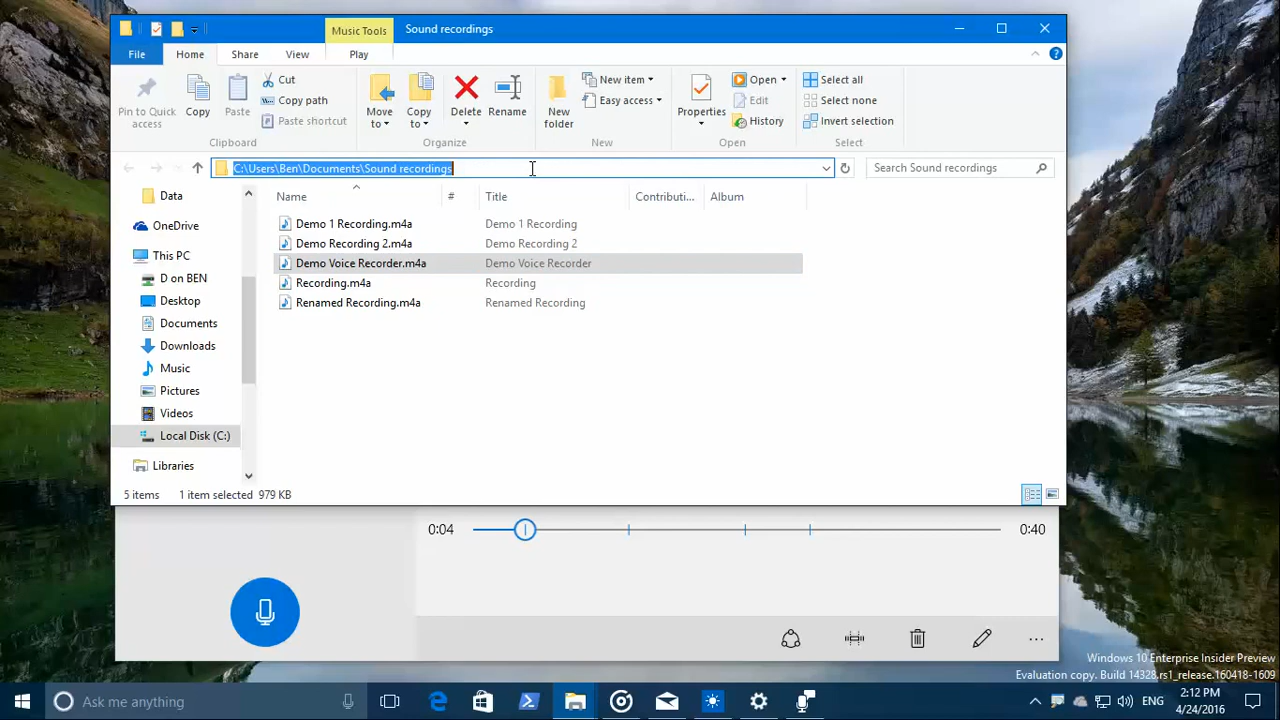 Music Tools
Sound recordings
File
Home
Share
View
Play
Pin to Quick access
Copy
Paste
Cut
Copy path
Paste shortcut
Clipboard
Move to
Copy to
Delete
Rename
Organize
New folder
New item
Easy access
New
Properties
Open
Edit
History
Open
Select all
Select none
Invert selection
Select
C:\Users\Ben\Documents\Sound recordings
Search Sound recordings
Data
OneDrive
This PC
D on BEN
Desktop
Documents
Downloads
Music
Pictures
Videos
Local Disk (C:)
Libraries
Name
#
Title
Contributi...
Album
Demo 1 Recording.m4a
Demo 1 Recording
Demo Recording 2.m4a
Demo Recording 2
Demo Voice Recorder.m4a
Demo Voice Recorder
Recording.m4a
Recording
Renamed Recording.m4a
Renamed Recording
5 items
1 item selected 979 KB
0:04
0:40
Windows 10 Enterprise Insider Preview
Evaluation copy. Build 14328.rs1_release.160418-1609
Ask me anything
ENG
2:12 PM
4/24/2016